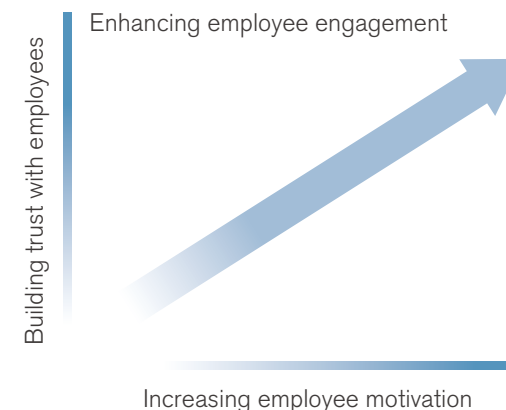 Enhancing employee engagement
Building trust with employees
Increasing employee motivation